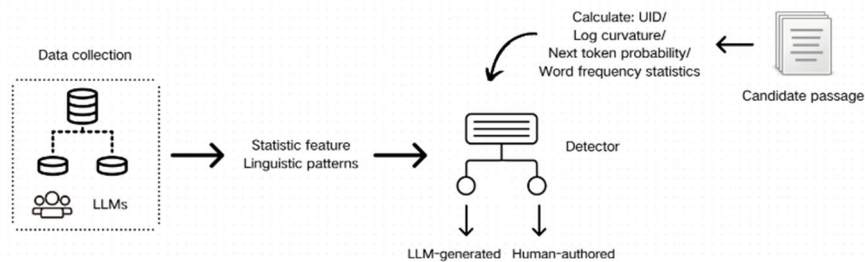 Data collection
LLMs
Statistic feature
Linguistic patterns
Calculate: UID/
Log curvature/
Next token probability/
Word frequency statistics
Candidate passage
Detector
LLM-generated
Human-authored